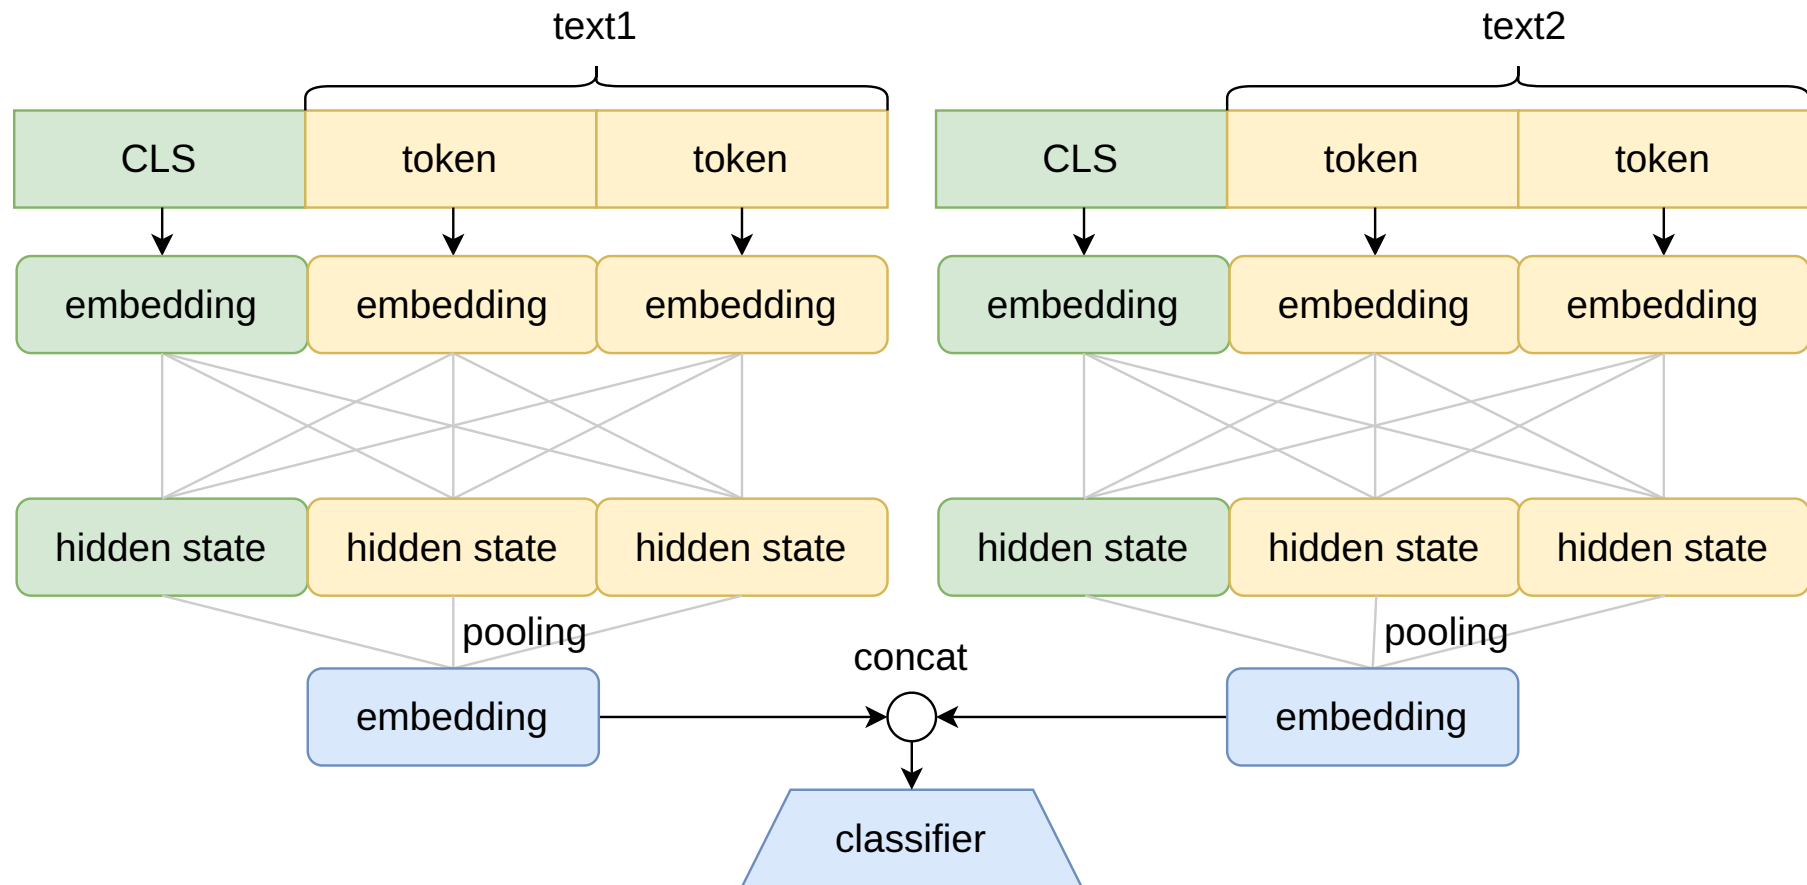 text1 text2
CLS token token CLS token token
embedding embedding embedding embedding embedding embedding
hidden state hidden state hidden state hidden state hidden state hidden state
pooling pooling
concat
embedding embedding
classifier